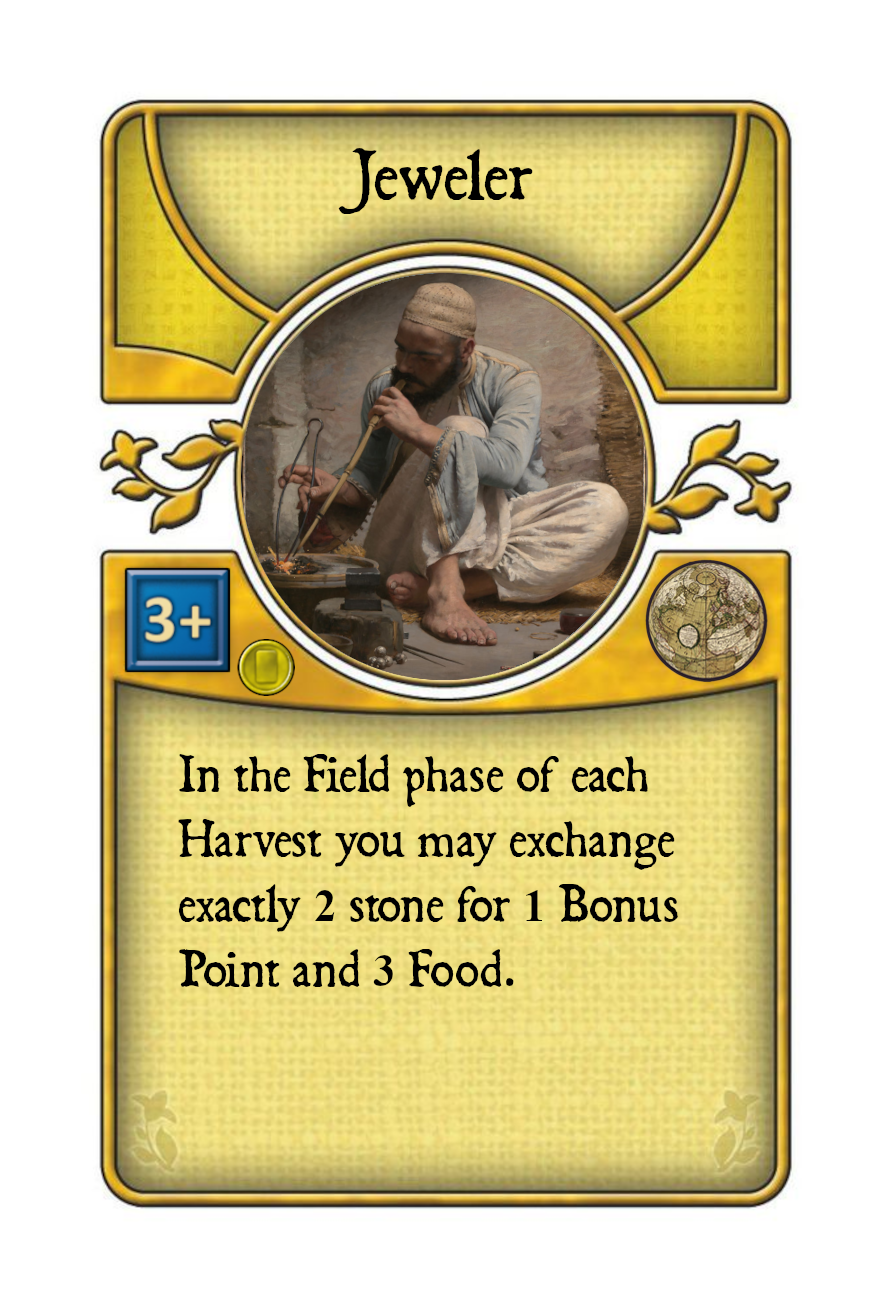 Jeweler
3+
In the Field phase of each
Harvest you may exchange
exactly 2 stone for 1 Bonus
Point and 3 Food.